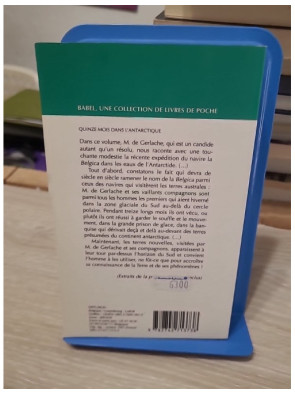 BABEL, UNE COLLECTION DE LIVRES DE POCHE
QUINZE MOIS DANS L'ANTARCTIQUE
Dans ce volume, M. de Gerlache, qui est un candide
autant qu'un résolu, nous raconte avec une tou-
chante modestie la récente expédition du navire la
Belgica dans les eaux de l'Antarctide. (...)
Tout d'abord, constatons le fait qui devra de
siècle en siècle ramener le nom de la Belgica parmi
ceux des navires qui visitèrent les terres australes :
M. de Gerlache et ses vaillants compagnons sont
parmi tous les hommes les premiers qui aient hiverné
dans la zone glaciale du Sud au-delà du cercle
polaire. Pendant treize longs mois ils ont vécu, ou
plutôt ils ont réussi à garder le souffle et le mouve-
ment, dans la grande prison de glace, dans la ban-
quise qui dérivait deçà et delà au-dessus des terres
présumées du continent antarctique. (...)
Maintenant, les terres nouvelles, visitées par
M. de Gerlache et ses compagnons, apparaissent à
leur tour par-dessus l'horizon du Sud et convient
l'homme à les utiliser, ne fût-ce que pour accroître
sa connaissance de la Terre et de ses phénomènes !
(extraits de la